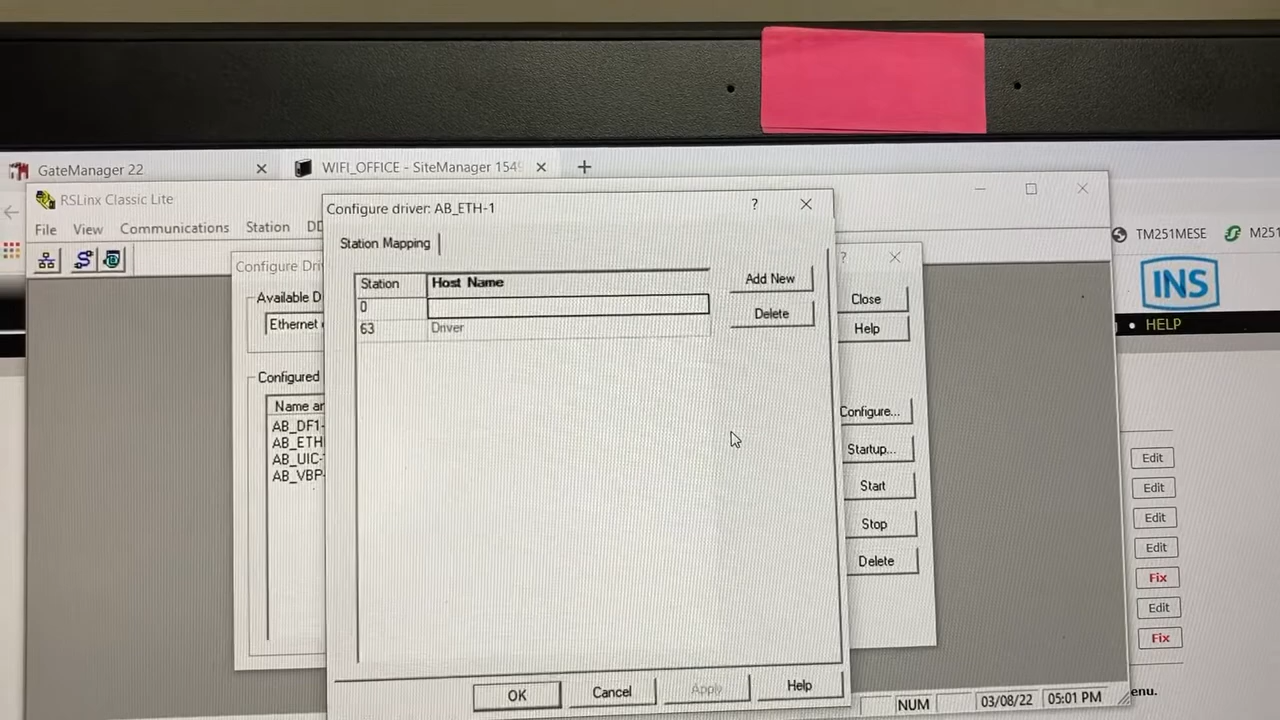 GateManager 22
WIFI_OFFICE - SiteManager 1549
RSLinx Classic Lite
File View Communications Station DD
Configure driver: AB_ETH-1
? 
Station Mapping
Station Host Name
0
63 Driver
Add New
Delete
OK
Cancel
Apply
Help
Configure Dri
?
Available D
Ethernet
Configured
Name ar
AB_DF1-
AB_ETH
AB_UIC-
AB_VBP-
Close
Help
Configure...
Startup...
Start
Stop
Delete
NUM 03/08/22 05:01 PM
TM251MESE M251
INS
• HELP
Edit
Edit
Edit
Edit
Fix
Edit
Fix
enu.